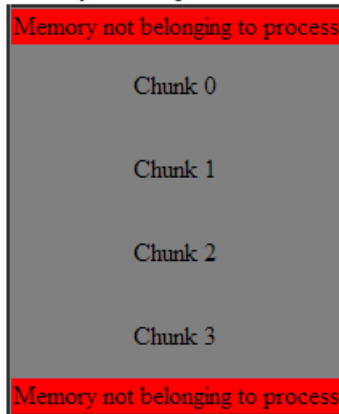 Memory not belonging to process
Chunk 0
Chunk 1
Chunk 2
Chunk 3
Memory not belonging to process